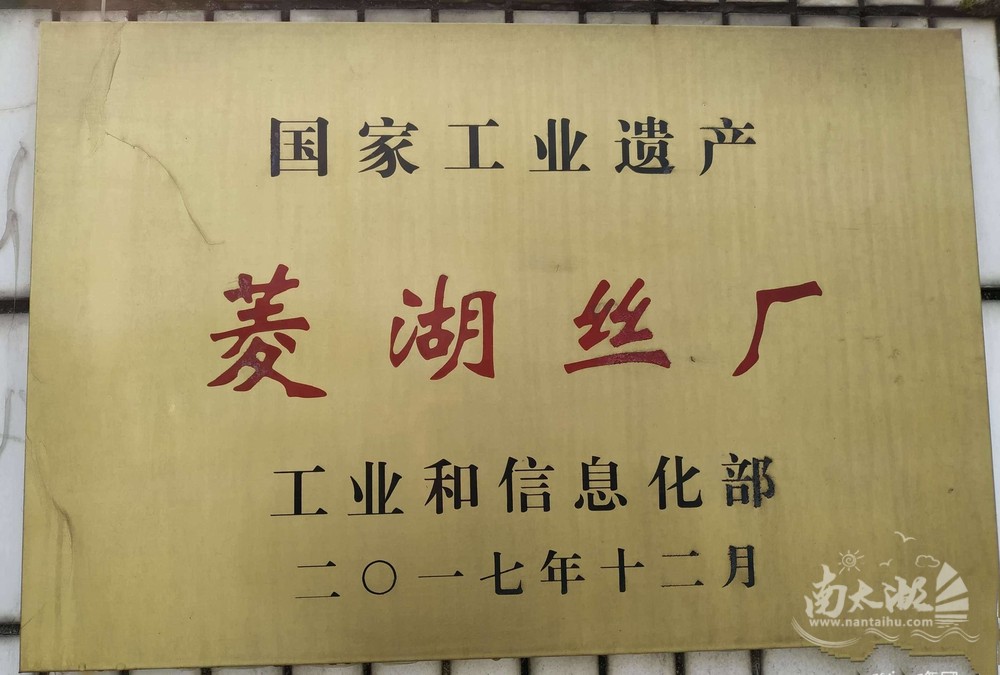 国家工业遗产
菱湖丝厂
工业和信息化部
二〇一七年十二月
南太湖
www.nantaihu.com